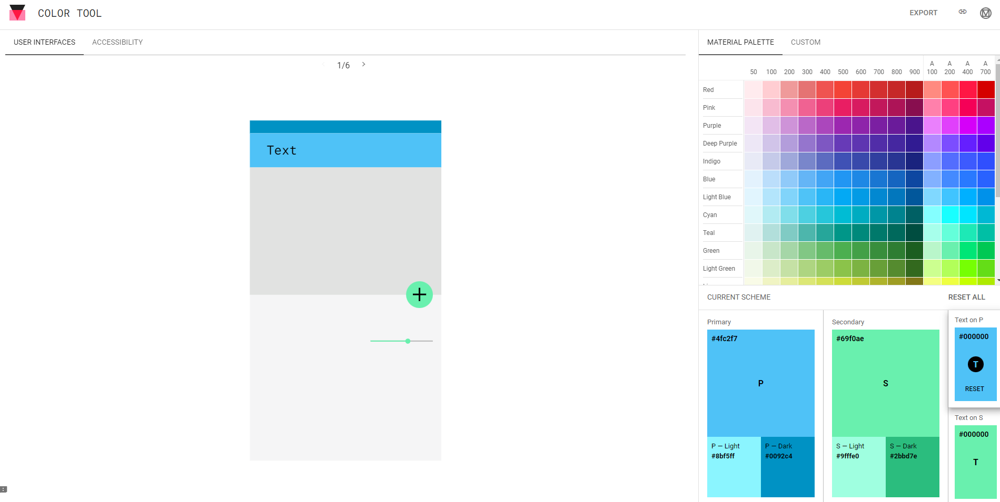 COLOR TOOL
EXPORT
USER INTERFACES ACCESSIBILITY
MATERIAL PALETTE CUSTOM
1/6
50 100 200 300 400 500 600 700 800 900 A 100 A 200 A 400 A 700
Red
Pink
Purple
Deep Purple
Indigo
Blue
Light Blue
Cyan
Teal
Green
Light Green
Text
CURRENT SCHEME RESET ALL
Primary
#4fc2f7
P
P — Light
#8bf5ff
P — Dark
#0092c4
Secondary
#69f0ae
S
S — Light
#9fffe0
S — Dark
#2bbd7e
Text on P
#000000
T
RESET
Text on S
#000000
T